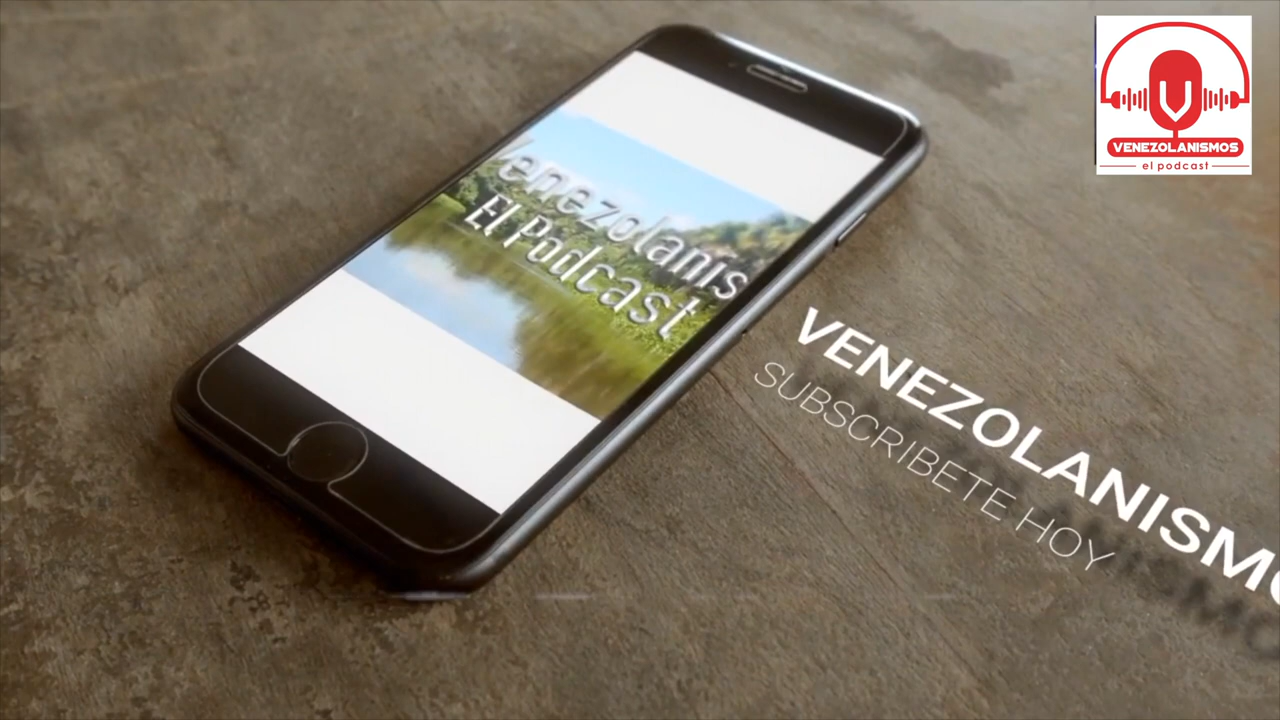 VENEZOLANISMOS
el podcast
Venezolanis
El Podcast
VENEZOLANISMO
SUBSCRIBETE HOY